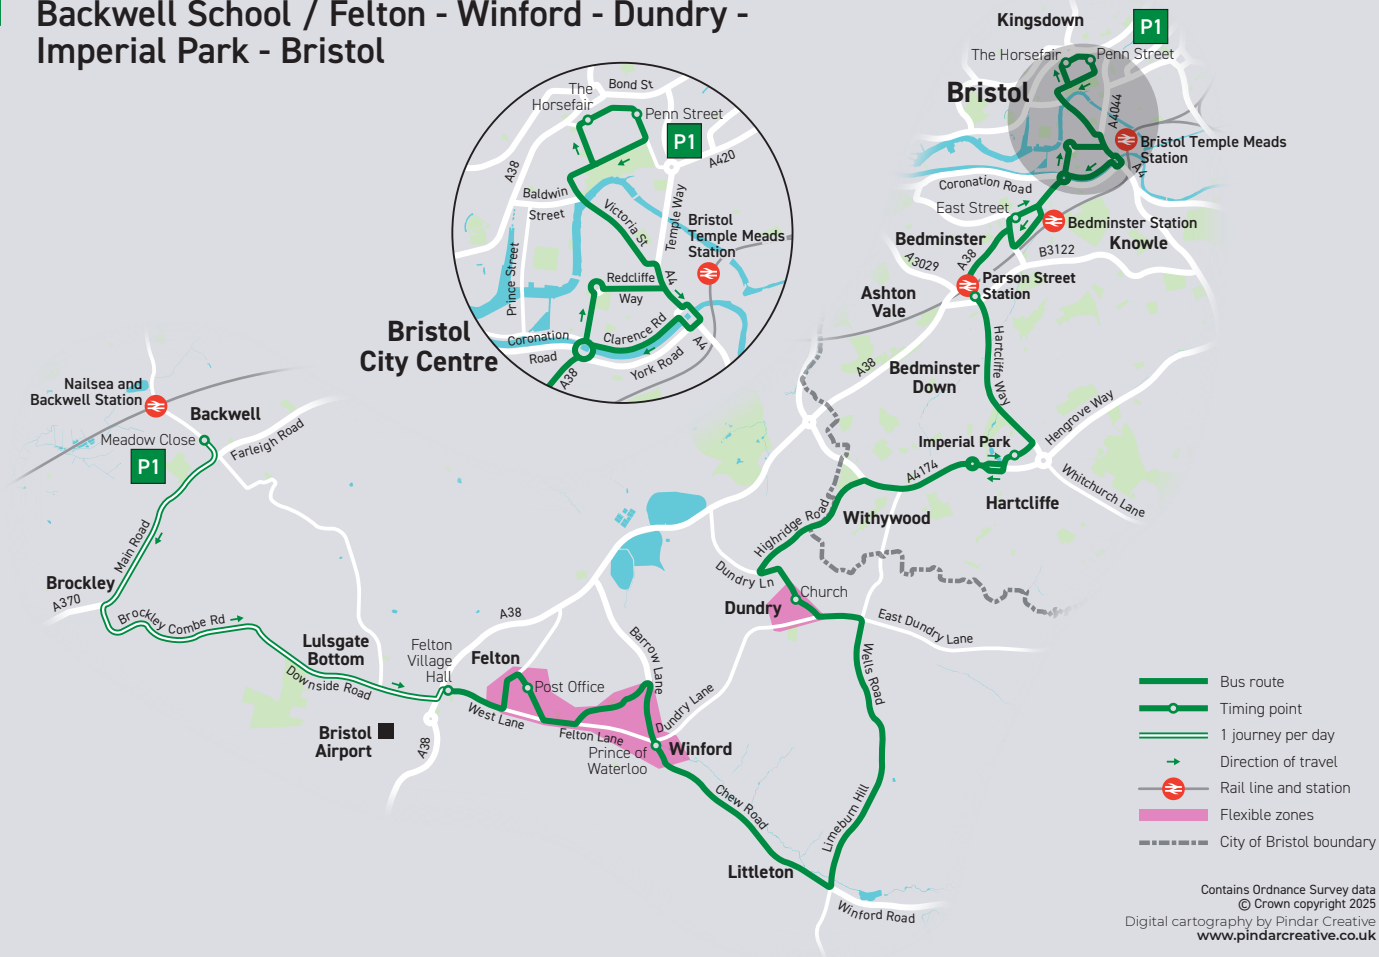 Backwell School / Felton - Winford - Dundry -
Imperial Park - Bristol
Kingsdown
P1
The Horsefair
Penn Street
Bristol
A4044
Bristol Temple Meads
Station
A4
Coronation Road
East Street
Bedminster Station
Bedminster
Knowle
A3029
A38
B3122
Parson Street
Station
Ashton
Vale
Hartcliffe Way
A38
Bedminster
Down
Hengrove Way
Imperial Park
A4174
Whitchurch Lane
Hartcliffe
Withywood
Highridge Road
Dundry Ln
Church
Dundry
East Dundry Lane
Wells Road
The
Horsefair
Bond St
Penn Street
P1
A38
A420
Baldwin
Street
Victoria St
Temple Way
Bristol
Temple Meads
Station
Prince Street
Redcliffe
Way
A4
Coronation
Road
Clarence Rd
York Road
A4
A38
Bristol
City Centre
Nailsea and
Backwell Station
Backwell
Meadow Close
Farleigh Road
P1
Main Road
Brockley
A370
Brockley Combe Rd
Lulsgate
Bottom
Downside Road
Felton
Village
Hall
A38
Felton
Post Office
West Lane
Felton Lane
Barrow Lane
Dundry Lane
Bristol
Airport
A38
Prince of
Waterloo
Winford
Chew Road
Limeburn Hill
Littleton
Winford Road
Bus route
Timing point
1 journey per day
Direction of travel
Rail line and station
Flexible zones
City of Bristol boundary
Contains Ordnance Survey data
© Crown copyright 2025
Digital cartography by Pindar Creative
www.pindarcreative.co.uk